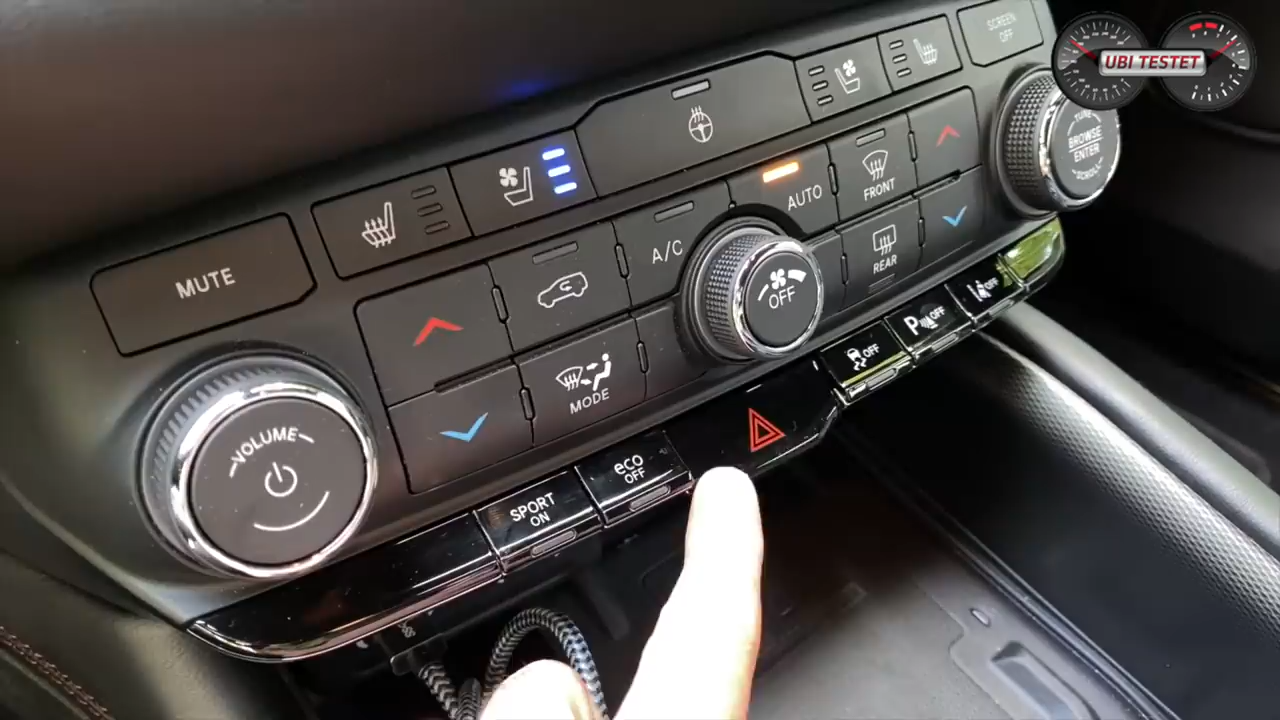 UBI TESTET
SCREEN
OFF
TUNE
BROWSE
ENTER
SCROLL
AUTO
FRONT
MUTE
A/C
REAR
OFF
MODE
VOLUME
OFF
P OFF
OFF
eco
OFF
SPORT
ON